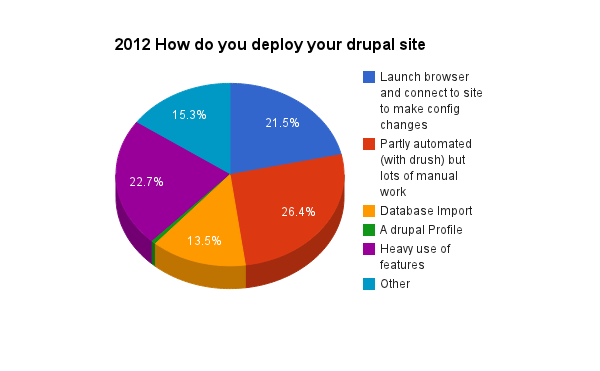 2012 How do you deploy your drupal site
Launch browser
and connect to site
to make config
changes
Partly automated
(with drush) but
lots of manual
work
Database Import
A drupal Profile
Heavy use of
features
Other
15.3%
21.5%
22.7%
26.4%
13.5%